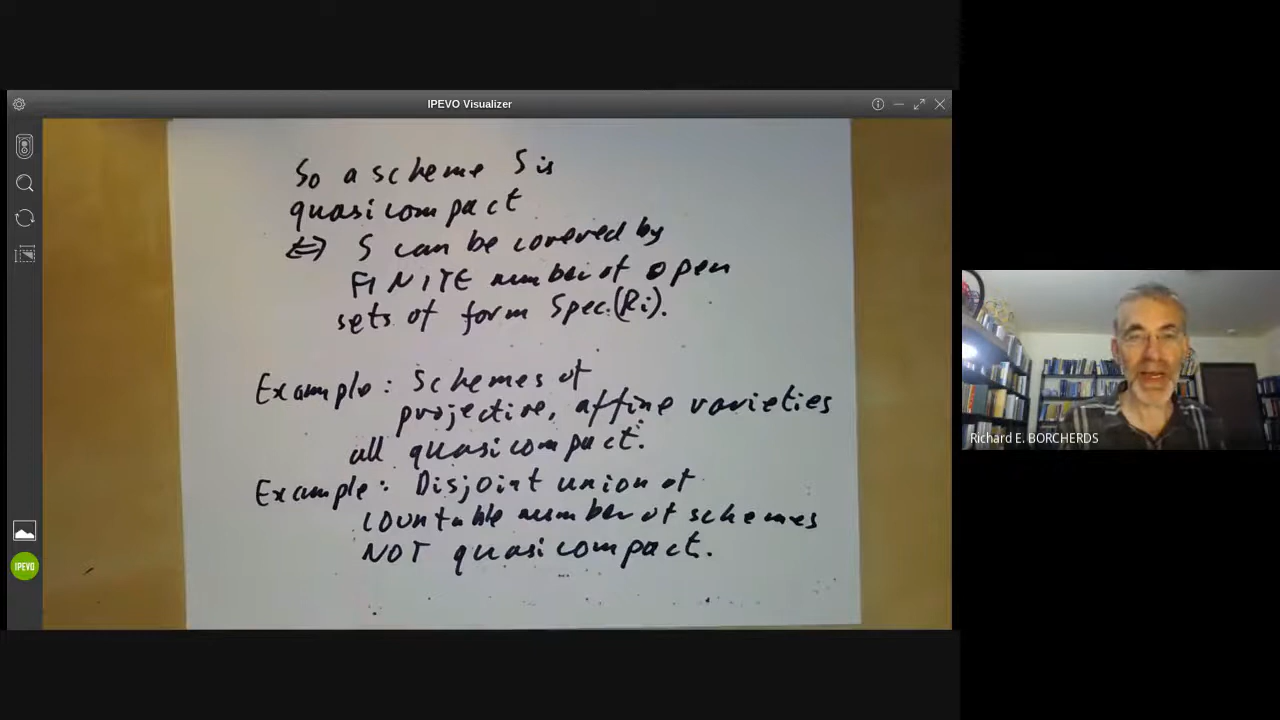 IPEVO Visualizer
So a scheme S is
quasicompact
⇔ S can be covered by
FINITE number of open
sets of form Spec.(Ri).
Example: Schemes of
projective, affine varieties
all quasicompact.
Example: Disjoint union of
countable number of schemes
NOT quasicompact.
IPEVO
Richard E. BORCHERDS